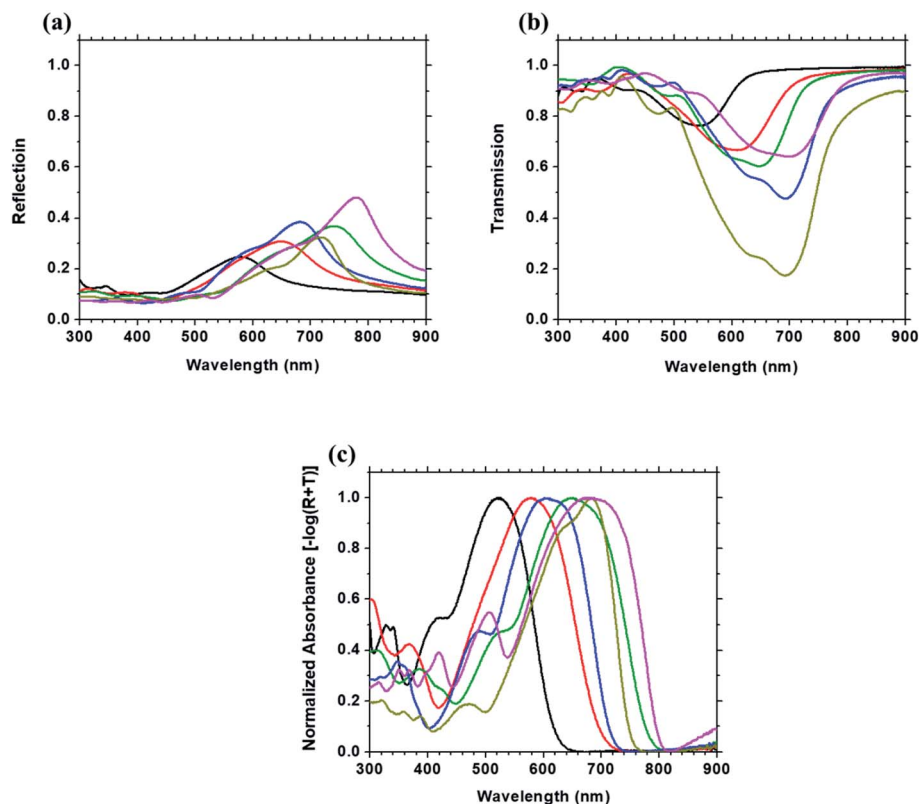 (a)
Reflectioin
1.0
0.8
0.6
0.4
0.2
0.0
300 400 500 600 700 800 900
Wavelength (nm)
(b)
Transmission
1.0
0.8
0.6
0.4
0.2
0.0
300 400 500 600 700 800 900
Wavelength (nm)
(c)
Normalized Absorbance [-log(R+T)]
1.0
0.8
0.6
0.4
0.2
0.0
300 400 500 600 700 800 900
Wavelength (nm)